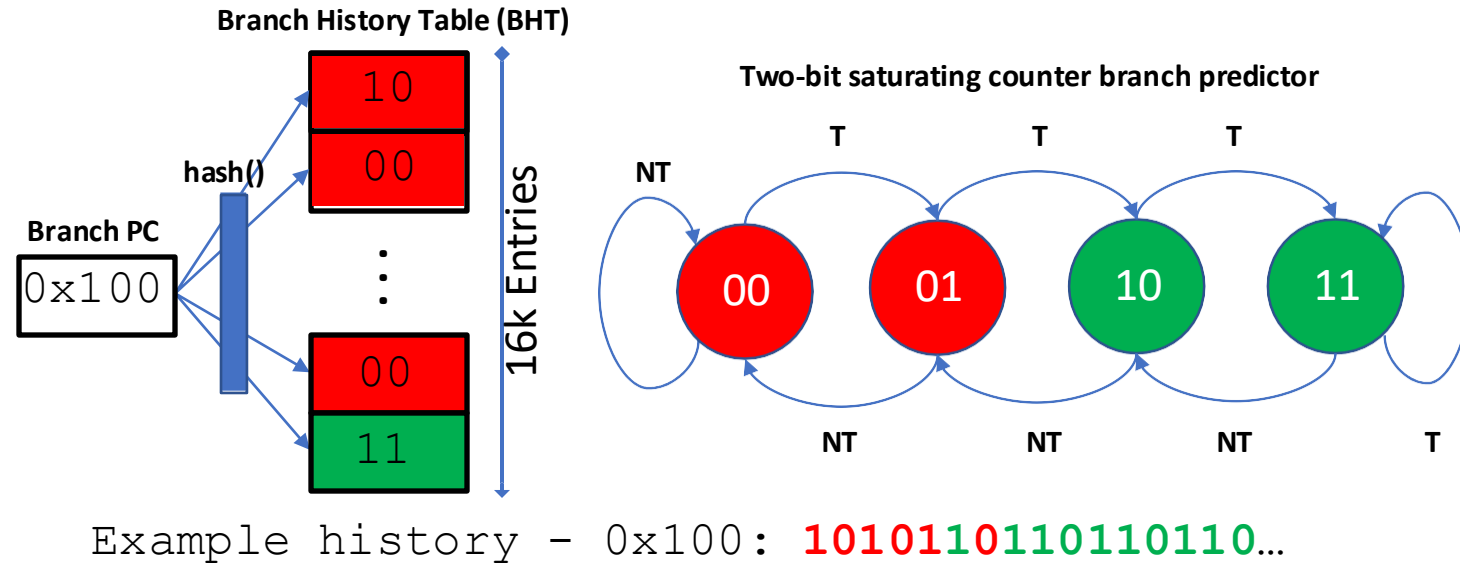 Branch History Table (BHT)
10
00
hash()
Branch PC
0x100
⋮
00
11
16k Entries
Two-bit saturating counter branch predictor
T
T
T
NT
00
01
10
11
NT
NT
NT
T
Example history - 0x100: 1010110110110110...